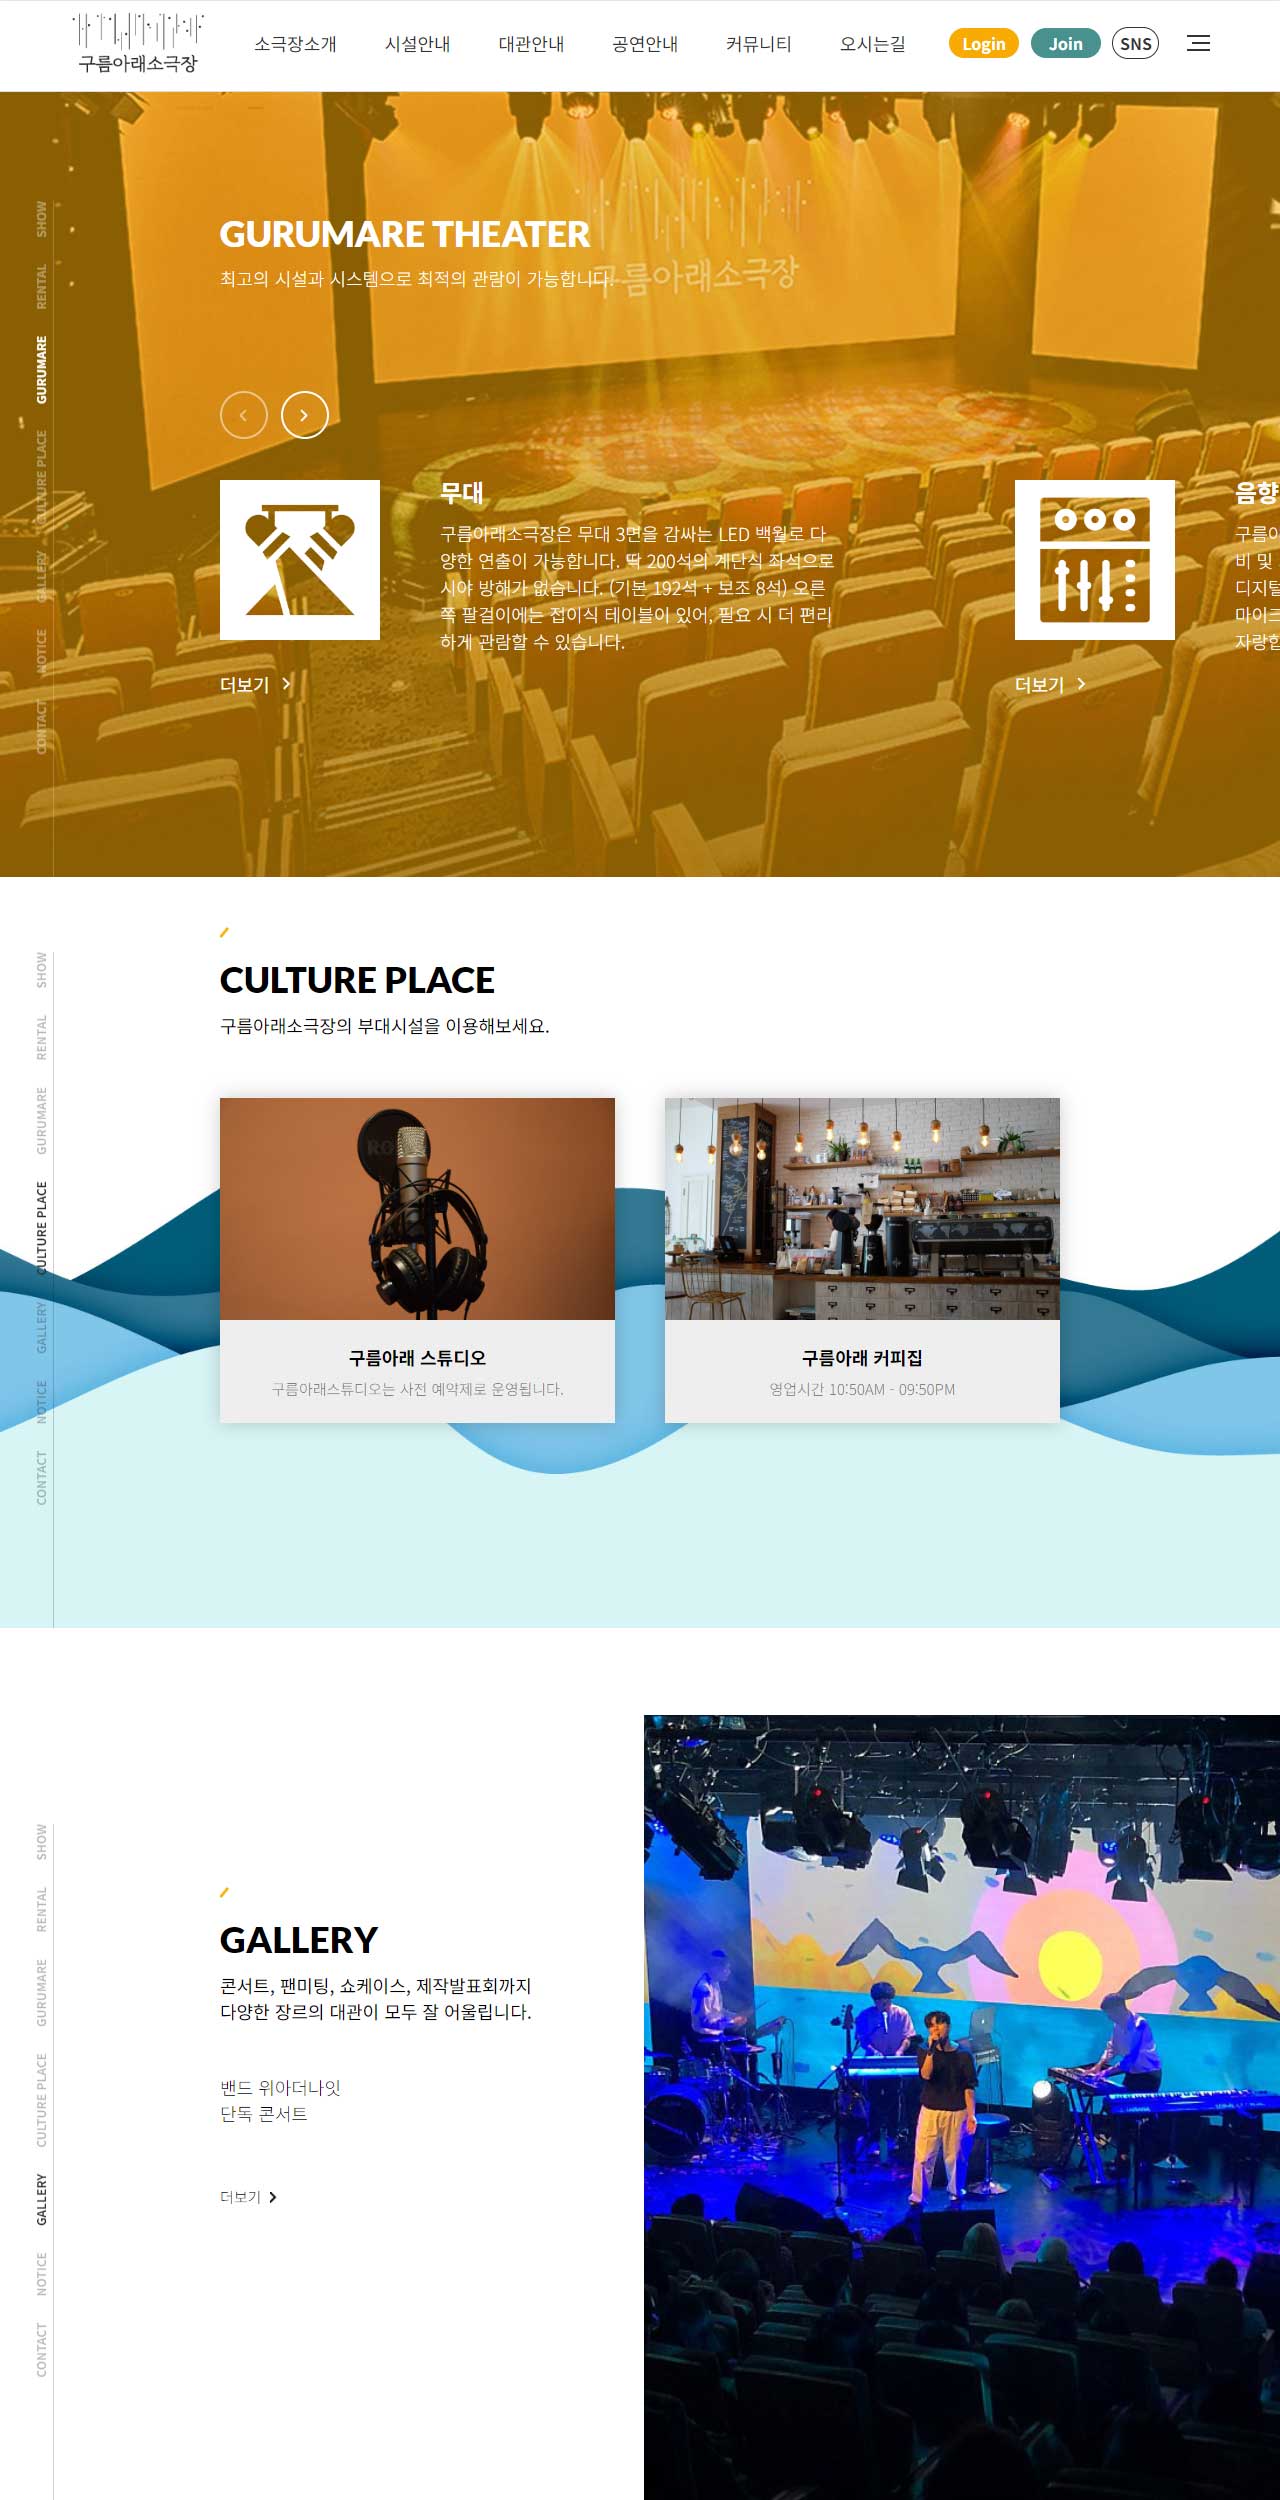 구름아래소극장
소극장소개
시설안내
대관안내
공연안내
커뮤니티
오시는길
Login
Join
SNS
SHOW
RENTAL
GURUMARE
CULTURE PLACE
GALLERY
NOTICE
CONTACT
GURUMARE THEATER
최고의 시설과 시스템으로 최적의 관람이 가능합니다.
구름아래소극장
무대
구름아래소극장은 무대 3면을 감싸는 LED 백월로 다
양한 연출이 가능합니다. 딱 200석의 계단식 좌석으로
시야 방해가 없습니다. (기본 192석 + 보조 8석) 오른
쪽 팔걸이에는 접이식 테이블이 있어, 필요 시 더 편리
하게 관람할 수 있습니다.
더보기
음향
구름아
비 및
디지털
마이크
자랑합
더보기
SHOW
RENTAL
GURUMARE
CULTURE PLACE
GALLERY
NOTICE
CONTACT
CULTURE PLACE
구름아래소극장의 부대시설을 이용해보세요.
구름아래 스튜디오
구름아래스튜디오는 사전 예약제로 운영됩니다.
구름아래 커피집
영업시간 10:50AM - 09:50PM
SHOW
RENTAL
GURUMARE
CULTURE PLACE
GALLERY
NOTICE
CONTACT
GALLERY
콘서트, 팬미팅, 쇼케이스, 제작발표회까지
다양한 장르의 대관이 모두 잘 어울립니다.
밴드 위아더나잇
단독 콘서트
더보기